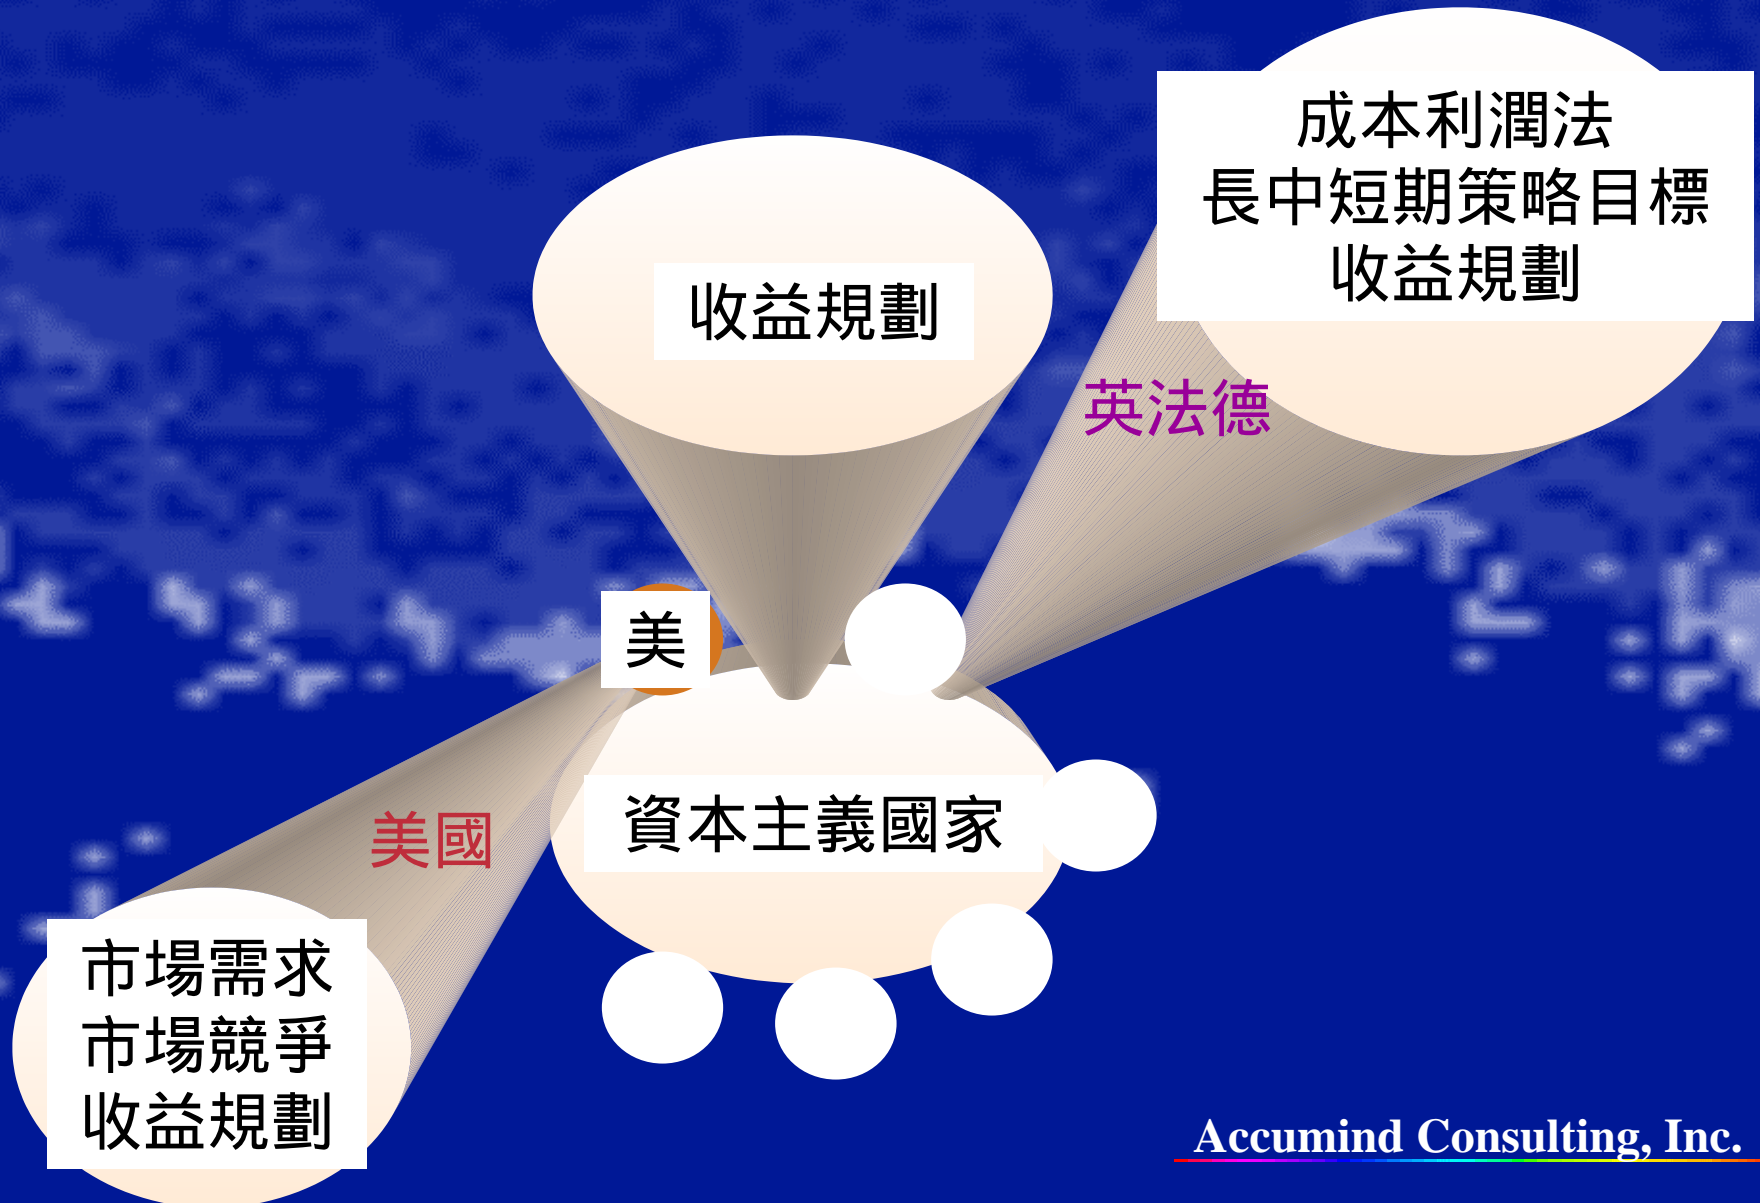 成本利潤法
長中短期策略目標
收益規劃
收益規劃
英法德
美
資本主義國家
美國
市場需求
市場競爭
收益規劃
Accumind Consulting, Inc.